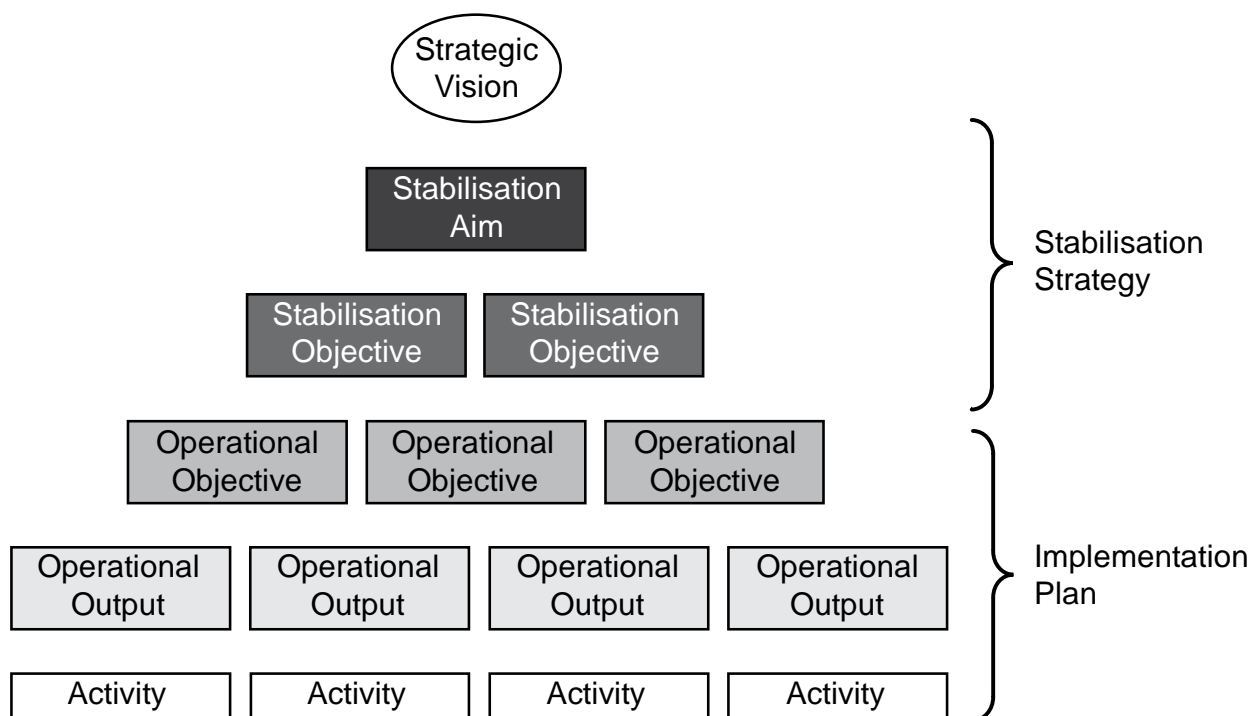 Strategic
Vision
Stabilisation
Aim
Stabilisation
Objective
Stabilisation
Objective
Stabilisation
Strategy
Operational
Objective
Operational
Objective
Operational
Objective
Operational
Output
Operational
Output
Operational
Output
Operational
Output
Implementation
Plan
Activity
Activity
Activity
Activity